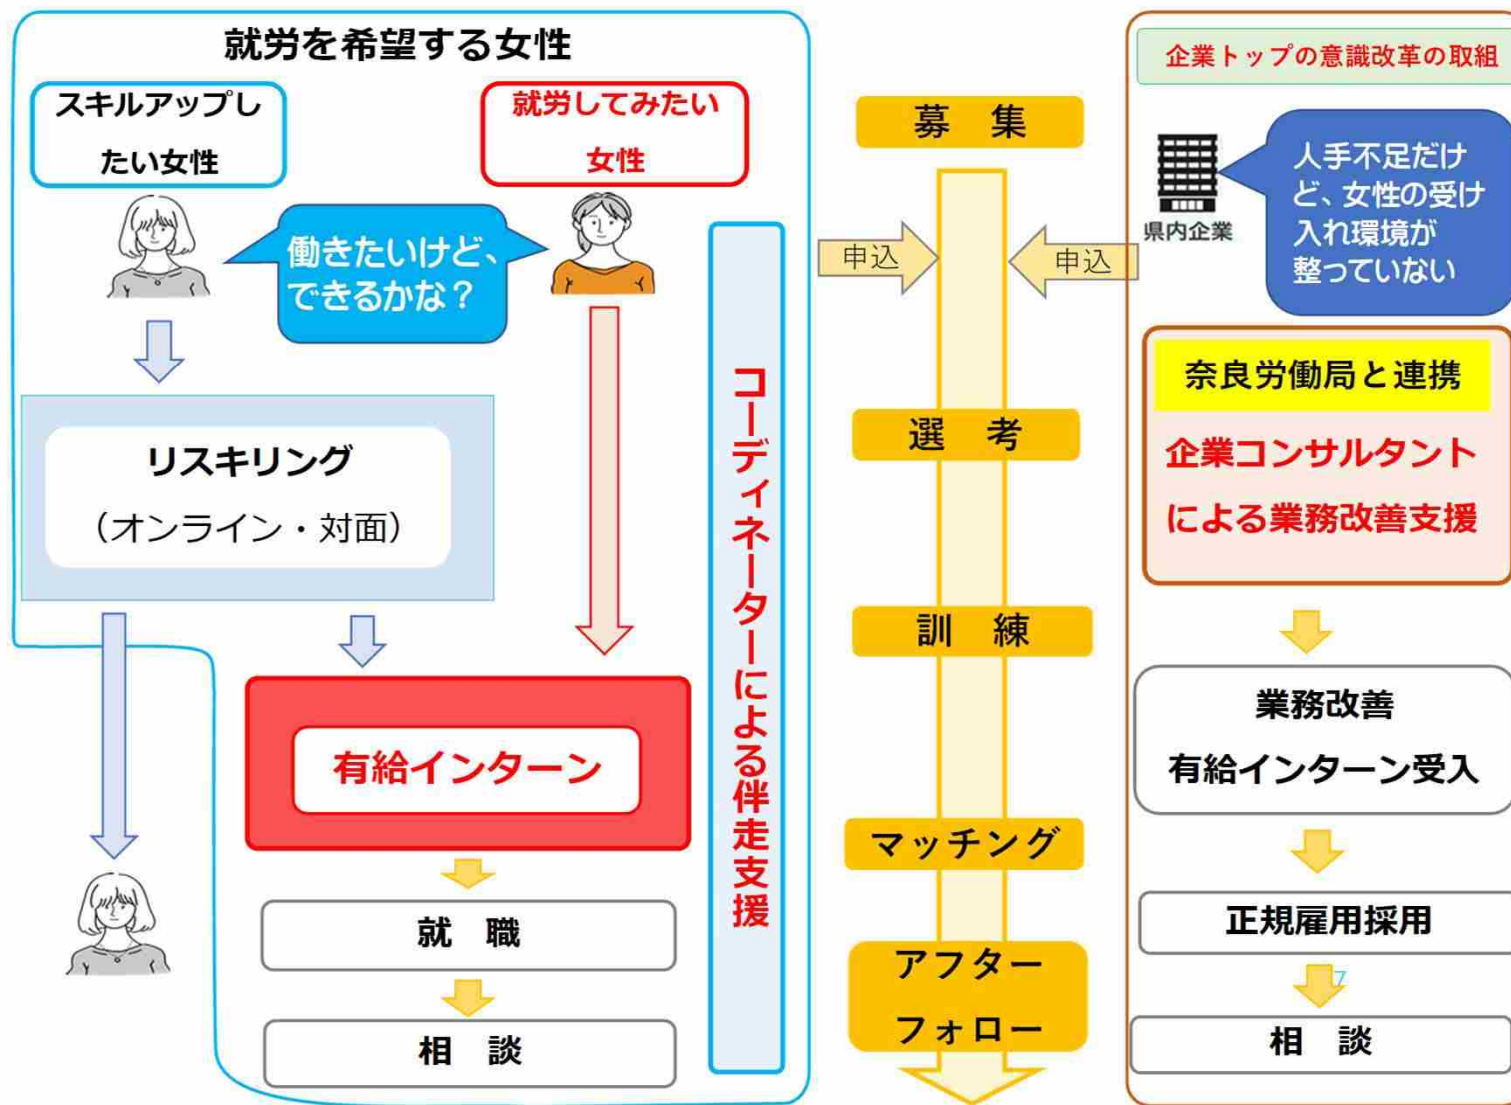 就労を希望する女性
スキルアップし
たい女性
就労してみたい
女性
働きたいけど、
できるかな？
リスキリング
（オンライン・対面）
有給インターン
就　職
相　談
コーディネーターによる伴走支援
募　集
申込
申込
選　考
訓　練
マッチング
アフター
フォロー
企業トップの意識改革の取組
県内企業
人手不足だけ
ど、女性の受け
入れ環境が
整っていない
奈良労働局と連携
企業コンサルタント
による業務改善支援
業務改善
有給インターン受入
正規雇用採用
7
相　談